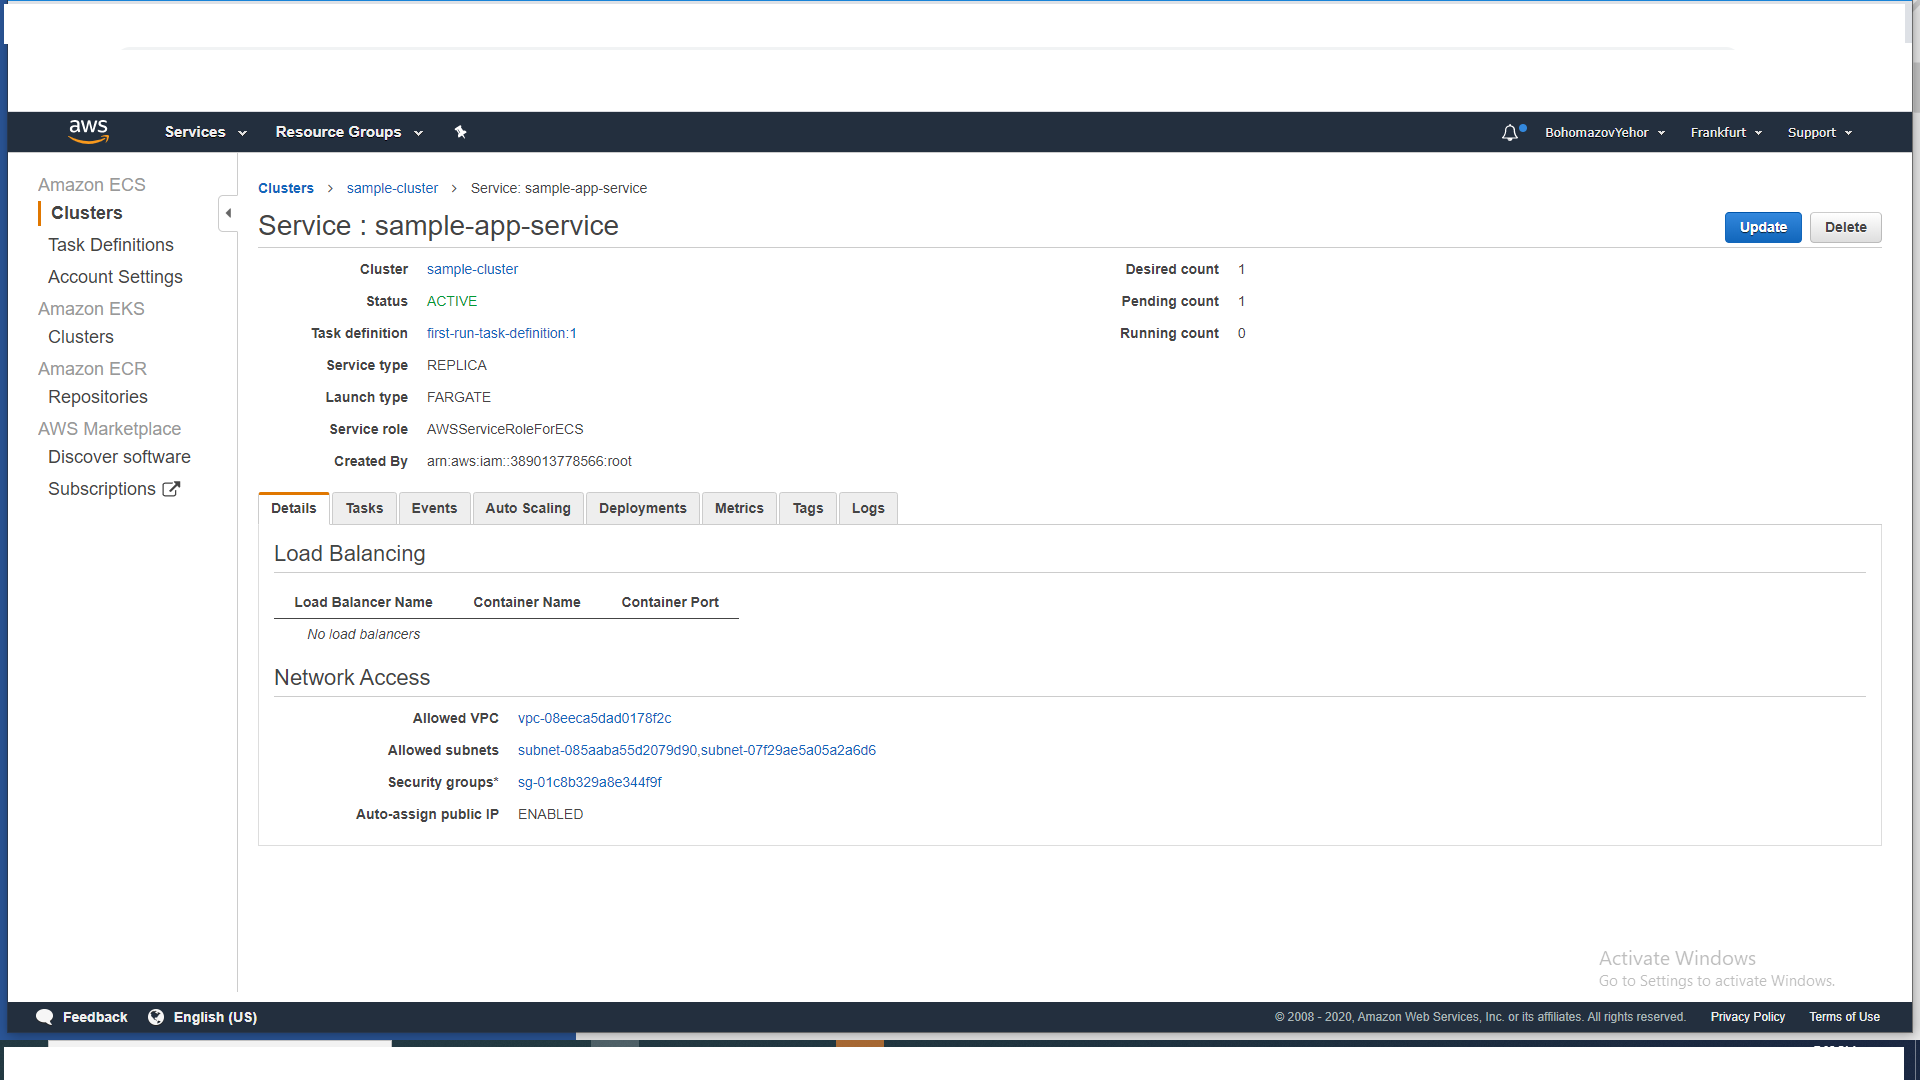 aws
Services
Resource Groups
BohomazovYehor
Frankfurt
Support
Amazon ECS
Clusters
Task Definitions
Account Settings
Amazon EKS
Clusters
Amazon ECR
Repositories
AWS Marketplace
Discover software
Subscriptions
Clusters > sample-cluster > Service: sample-app-service
Service : sample-app-service
Update
Delete
Cluster sample-cluster
Status ACTIVE
Task definition first-run-task-definition:1
Service type REPLICA
Launch type FARGATE
Service role AWSServiceRoleForECS
Created By arn:aws:iam::389013778566:root
Desired count 1
Pending count 1
Running count 0
Details Tasks Events Auto Scaling Deployments Metrics Tags Logs
Load Balancing
Load Balancer Name Container Name Container Port
No load balancers
Network Access
Allowed VPC vpc-08eeca5dad0178f2c
Allowed subnets subnet-085aaba55d2079d90,subnet-07f29ae5a05a2a6d6
Security groups* sg-01c8b329a8e344f9f
Auto-assign public IP ENABLED
Activate Windows
Go to Settings to activate Windows.
Feedback
English (US)
© 2008 - 2020, Amazon Web Services, Inc. or its affiliates. All rights reserved.
Privacy Policy
Terms of Use